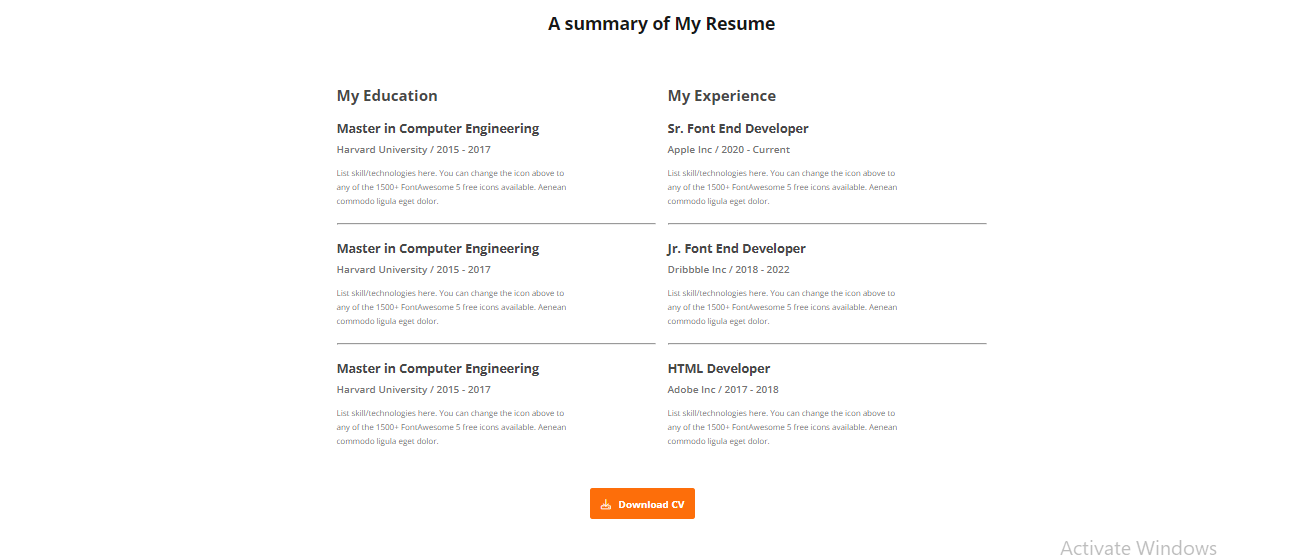 A summary of My Resume
My Education
Master in Computer Engineering
Harvard University / 2015 - 2017
List skill/technologies here. You can change the icon above to
any of the 1500+ FontAwesome 5 free icons available. Aenean
commodo ligula eget dolor.
Master in Computer Engineering
Harvard University / 2015 - 2017
List skill/technologies here. You can change the icon above to
any of the 1500+ FontAwesome 5 free icons available. Aenean
commodo ligula eget dolor.
Master in Computer Engineering
Harvard University / 2015 - 2017
List skill/technologies here. You can change the icon above to
any of the 1500+ FontAwesome 5 free icons available. Aenean
commodo ligula eget dolor.
My Experience
Sr. Font End Developer
Apple Inc / 2020 - Current
List skill/technologies here. You can change the icon above to
any of the 1500+ FontAwesome 5 free icons available. Aenean
commodo ligula eget dolor.
Jr. Font End Developer
Dribbble Inc / 2018 - 2022
List skill/technologies here. You can change the icon above to
any of the 1500+ FontAwesome 5 free icons available. Aenean
commodo ligula eget dolor.
HTML Developer
Adobe Inc / 2017 - 2018
List skill/technologies here. You can change the icon above to
any of the 1500+ FontAwesome 5 free icons available. Aenean
commodo ligula eget dolor.
Download CV
Activate Windows